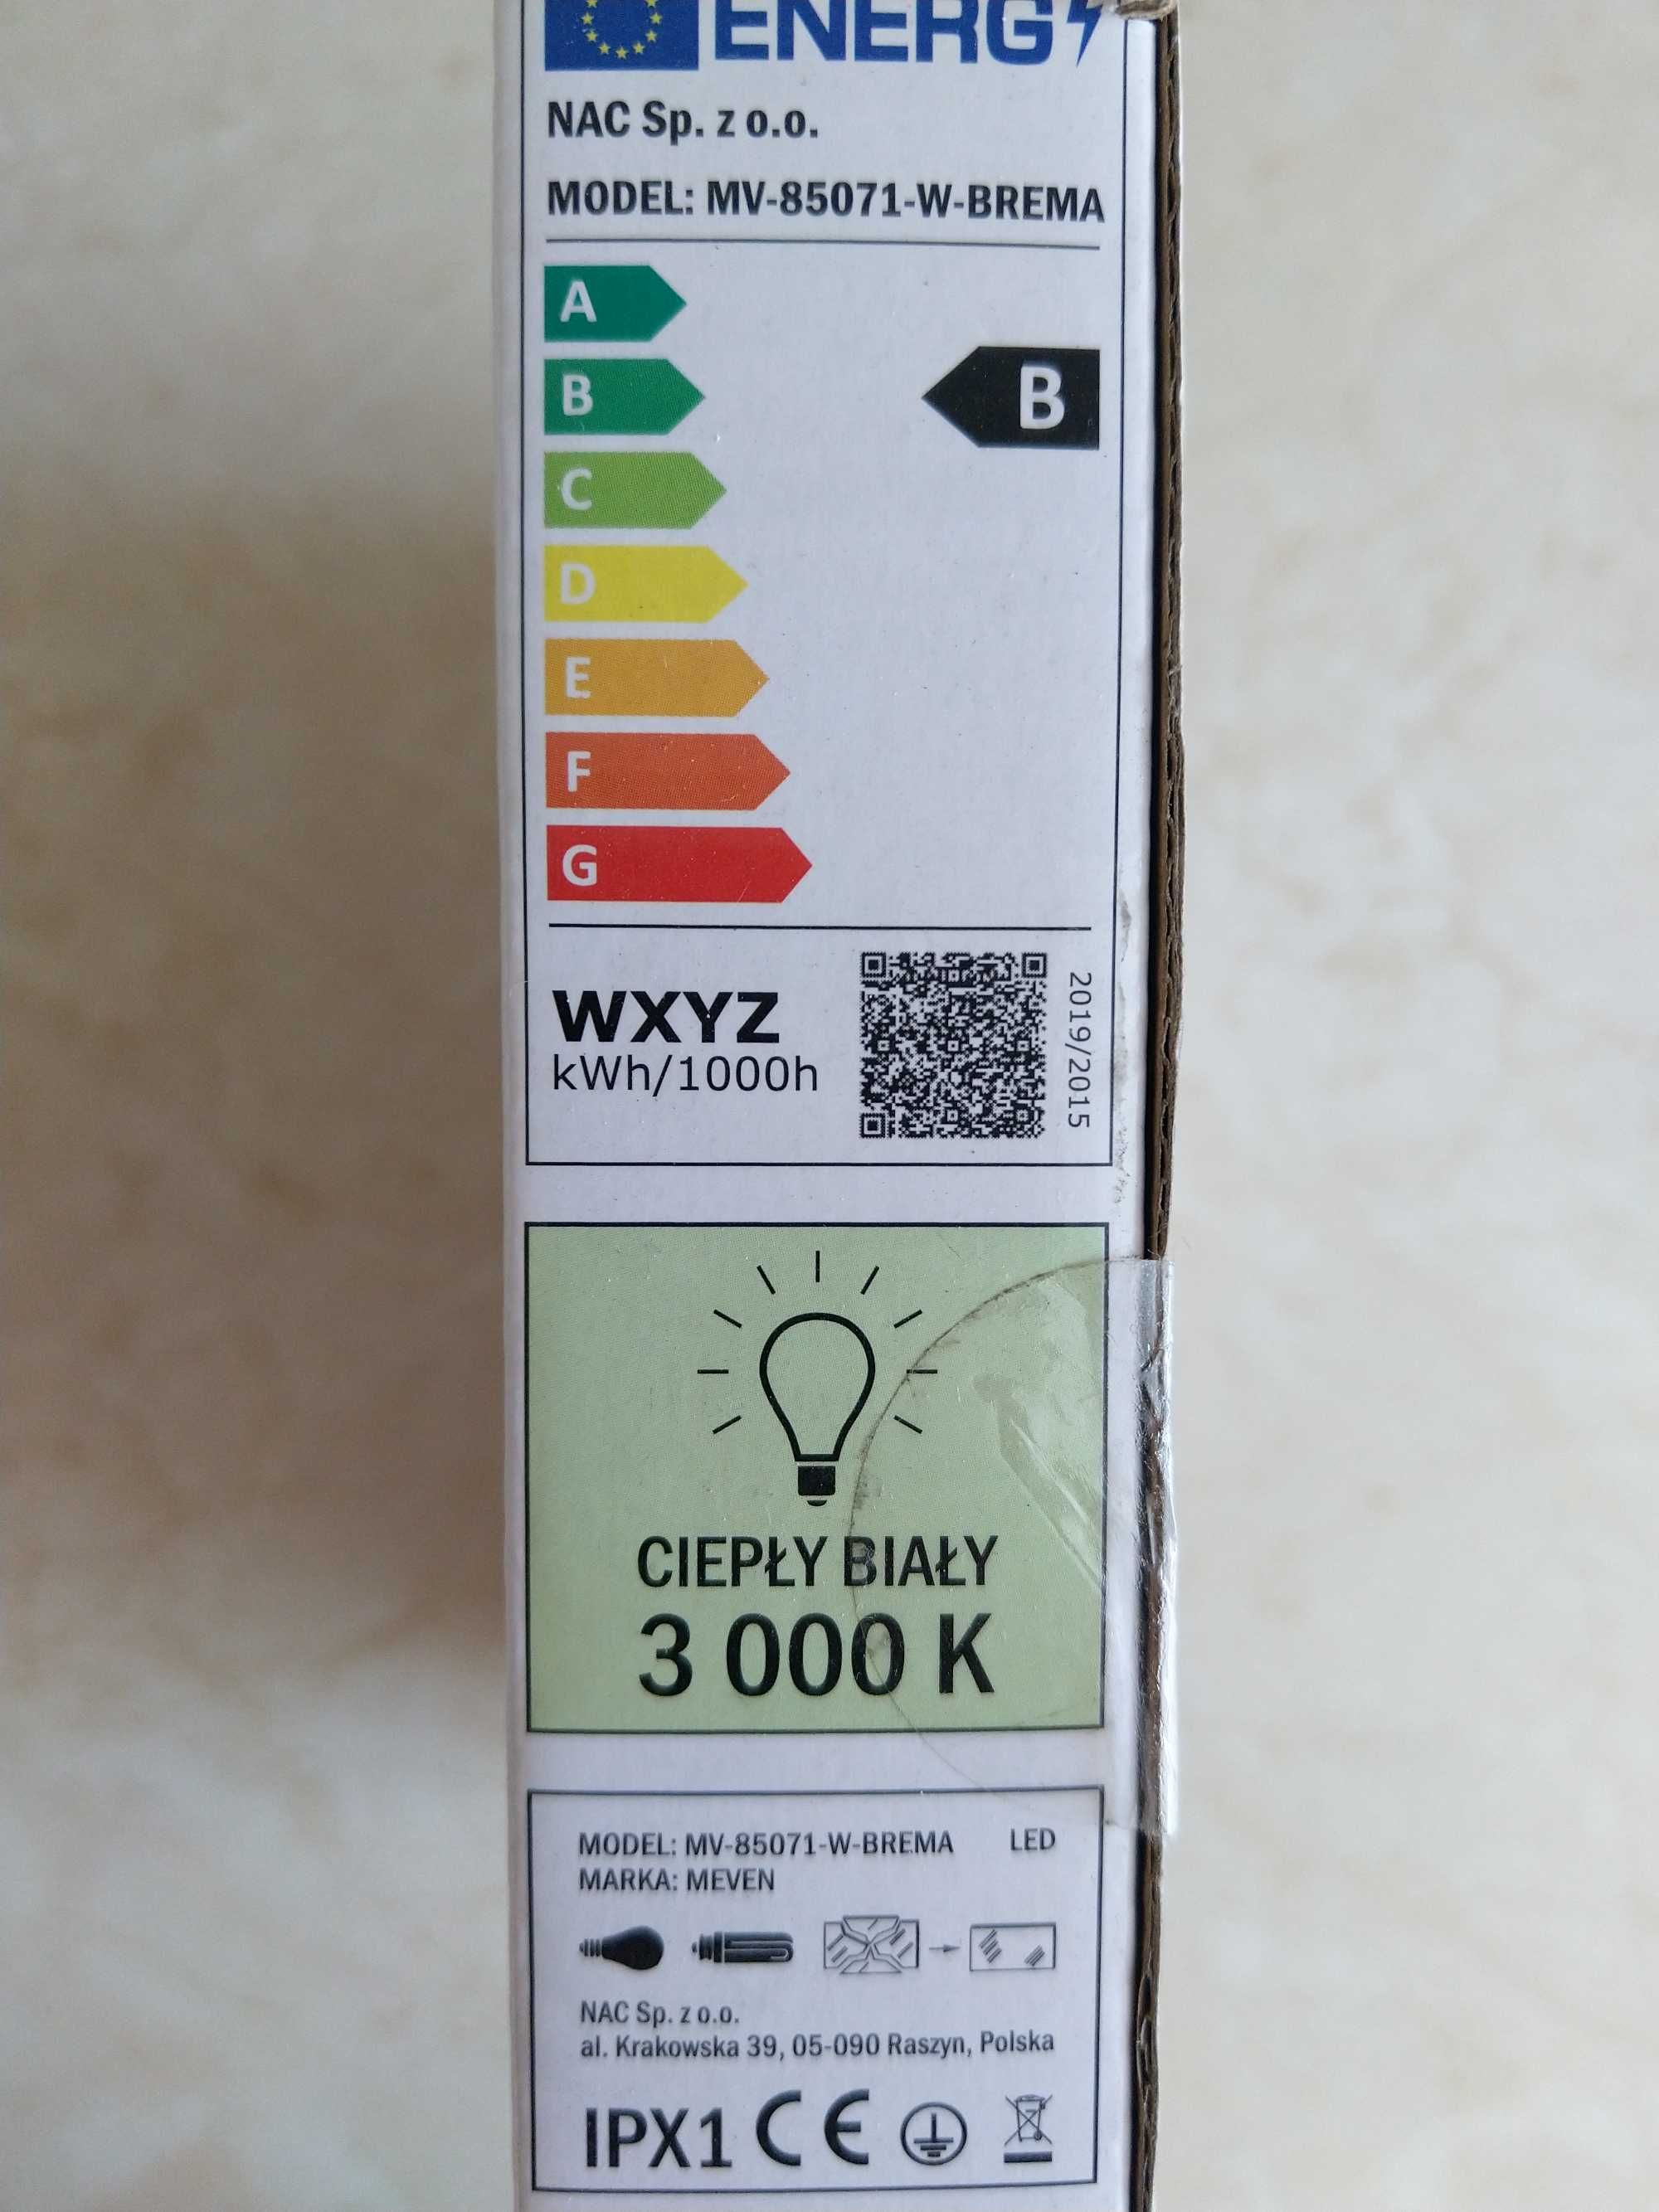 ENERG
NAC Sp. z o.o.
MODEL: MV-85071-W-BREMA
A
B
B
C
D
E
F
G
WXYZ
kWh/1000h
2019/2015
CIEPŁY BIAŁY
3 000 K
MODEL: MV-85071-W-BREMA LED
MARKA: MEVEN
NAC Sp. z o.o.
al. Krakowska 39, 05-090 Raszyn, Polska
IPX1 CE